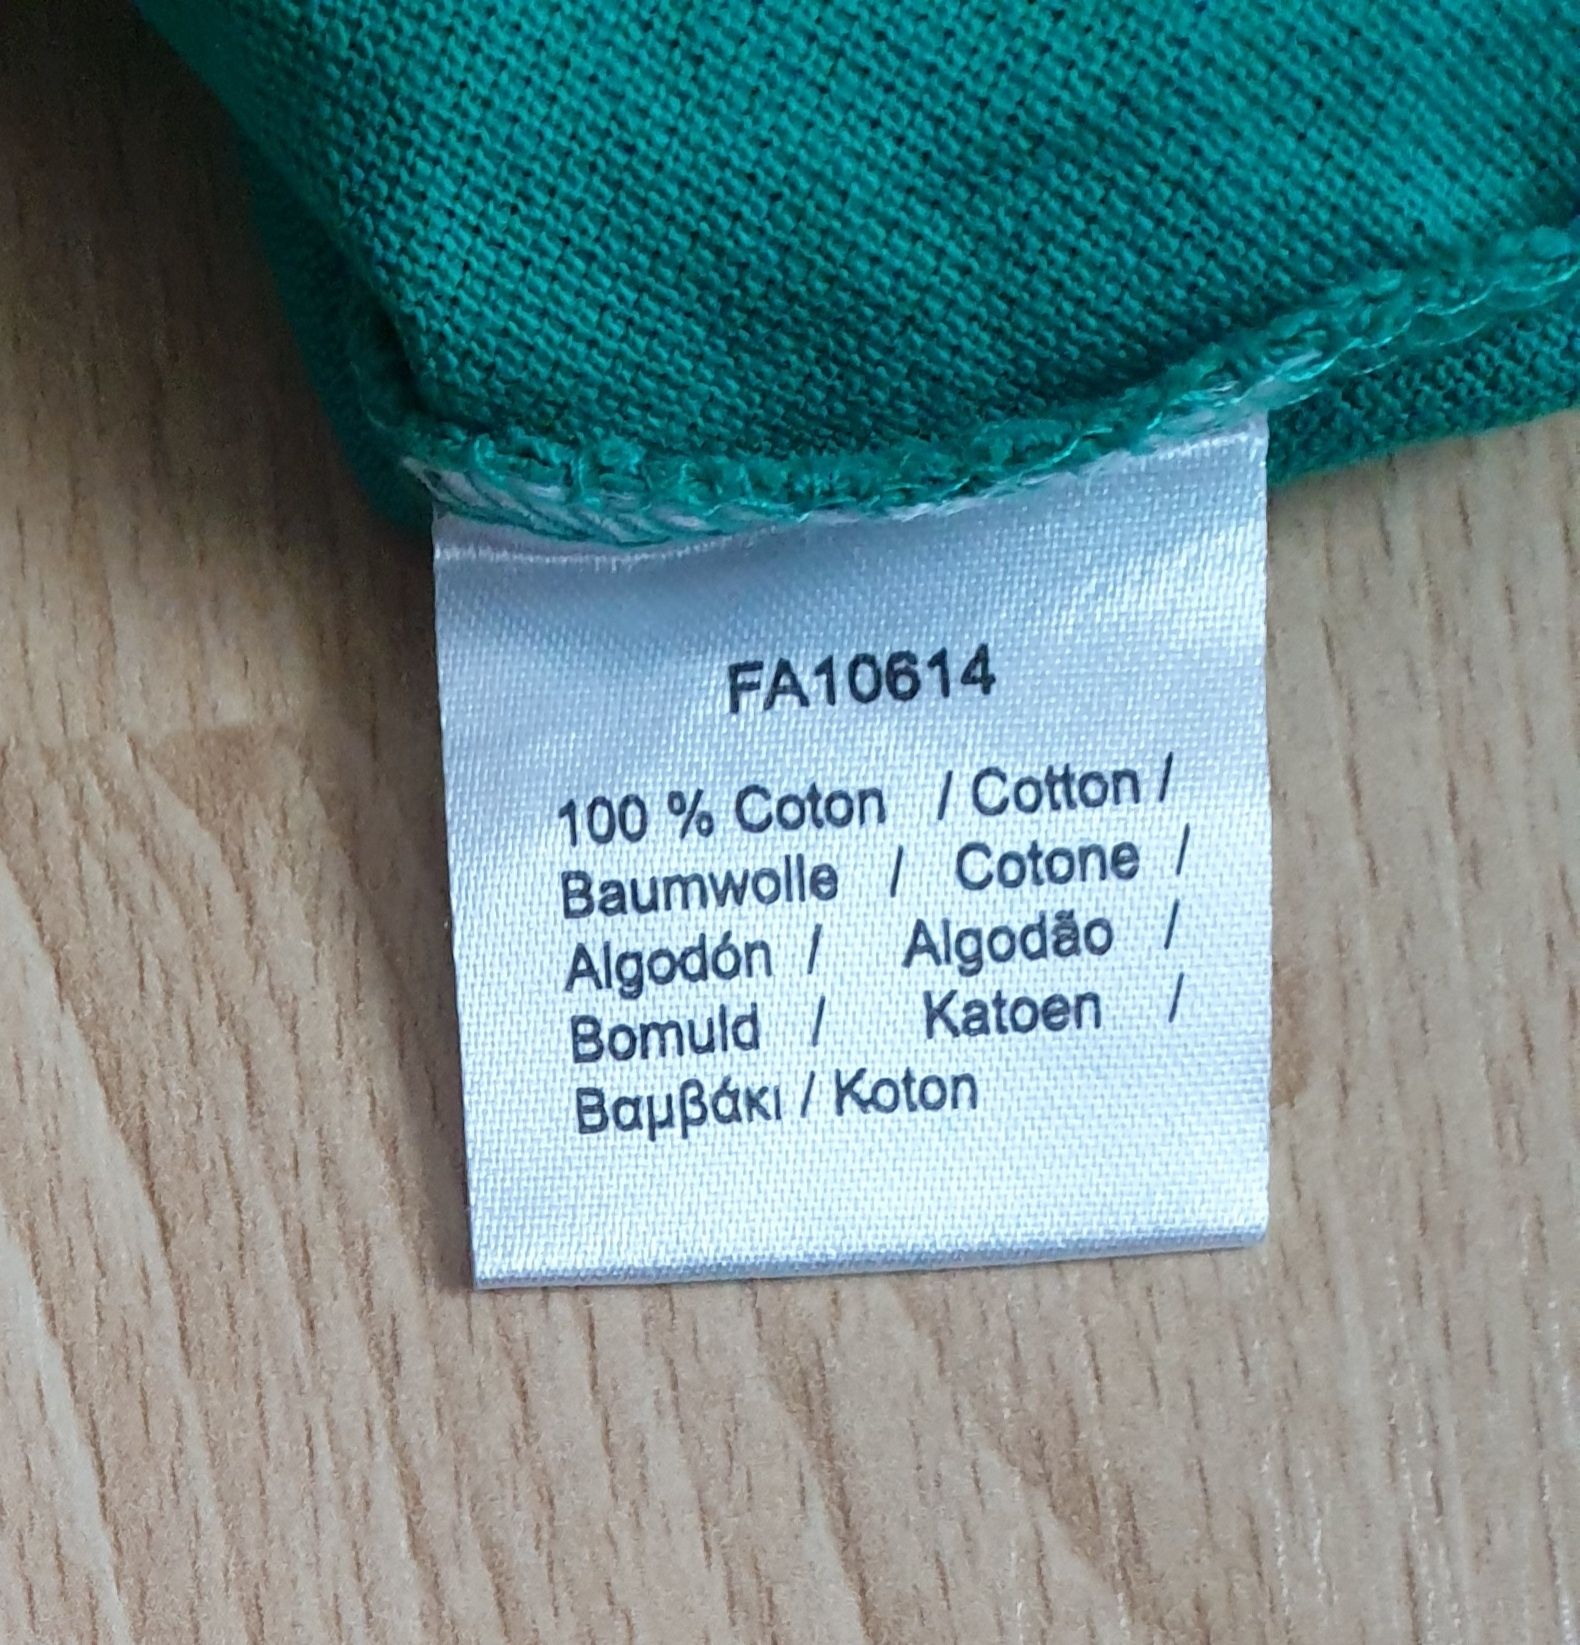 FA10614
100 % Coton / Cotton /
Baumwolle / Cotone /
Algodón / Algodão /
Bomuld / Katoen /
Βαμβάκι / Koton